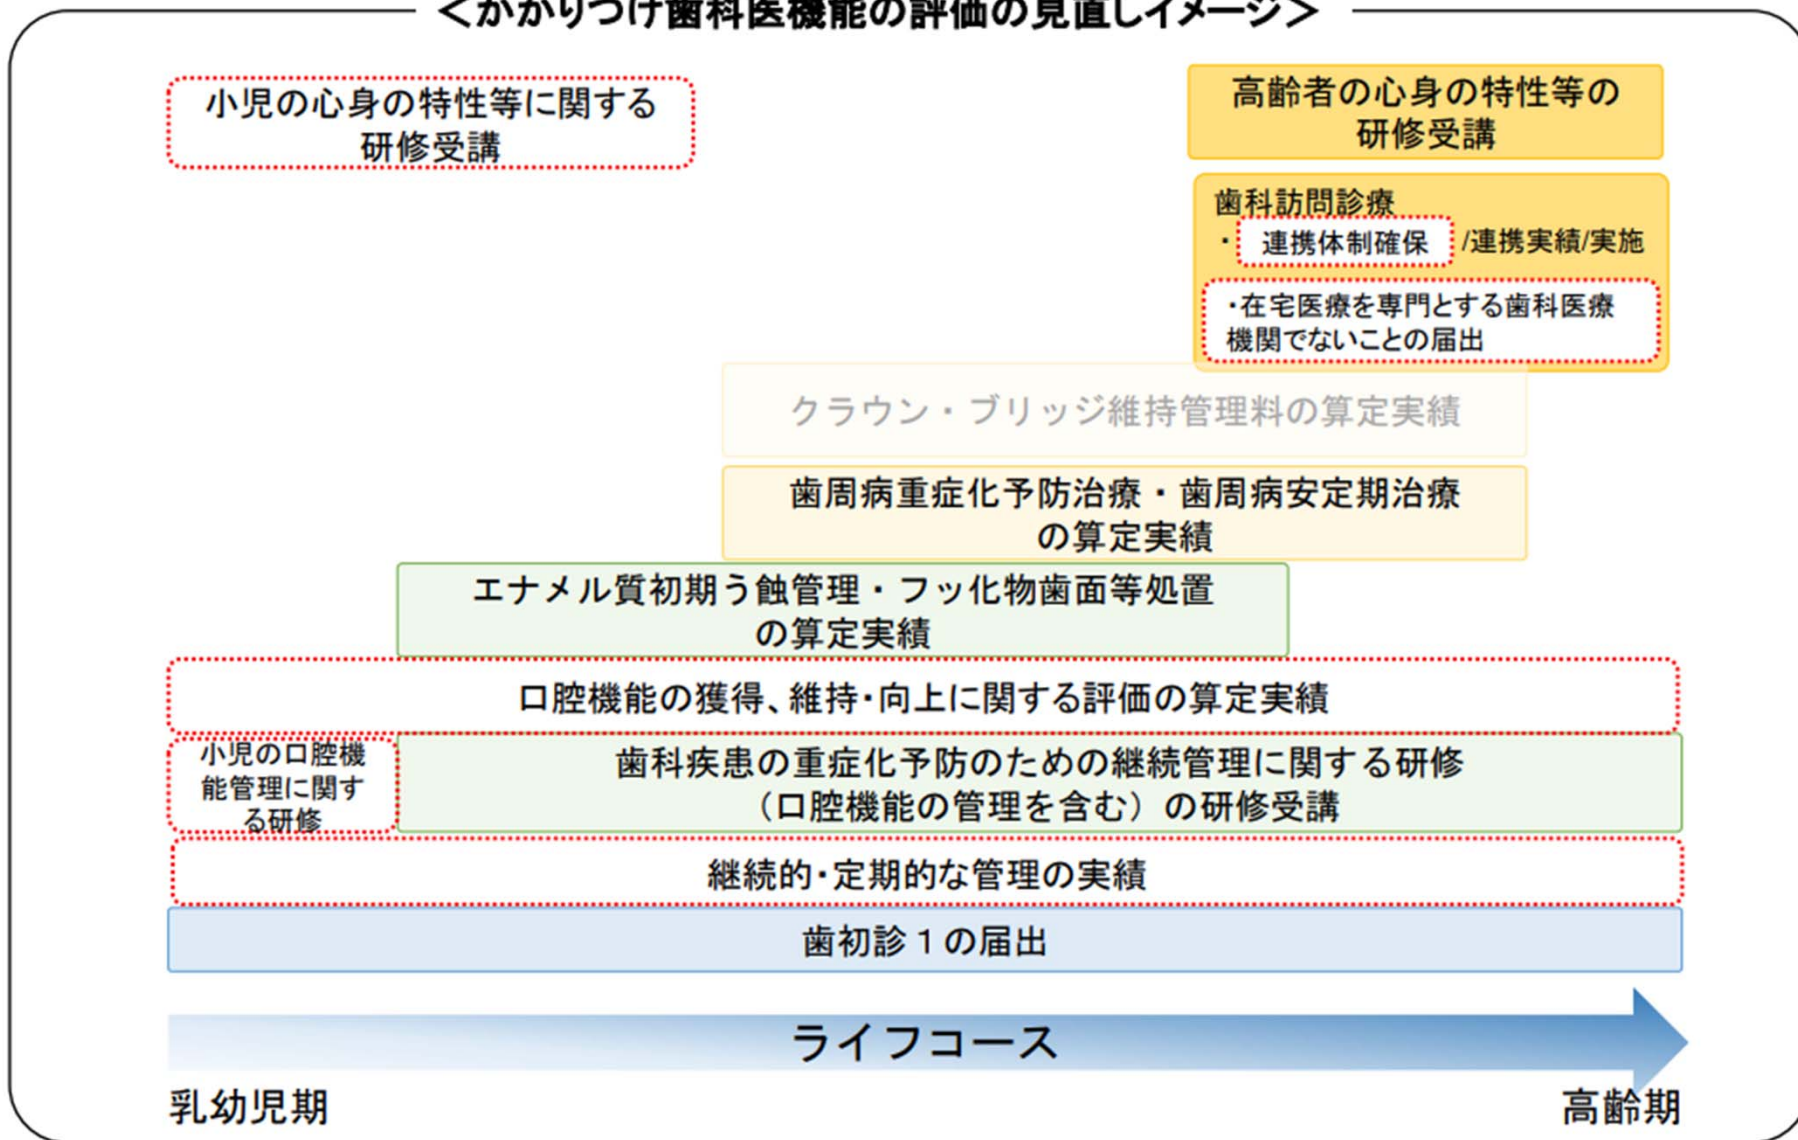 ＜かかりつけ歯科医機能の評価の見直しイメージ＞
小児の心身の特性等に関する
研修受講
高齢者の心身の特性等の
研修受講
歯科訪問診療
・連携体制確保/連携実績/実施
・在宅医療を専門とする歯科医療
機関でないことの届出
クラウン・ブリッジ維持管理料の算定実績
歯周病重症化予防治療・歯周病安定期治療
の算定実績
エナメル質初期う蝕管理・フッ化物歯面等処置
の算定実績
口腔機能の獲得、維持・向上に関する評価の算定実績
小児の口腔機
能管理に関す
る研修
歯科疾患の重症化予防のための継続管理に関する研修
（口腔機能の管理を含む）の研修受講
継続的・定期的な管理の実績
歯初診１の届出
ライフコース
乳幼児期
高齢期